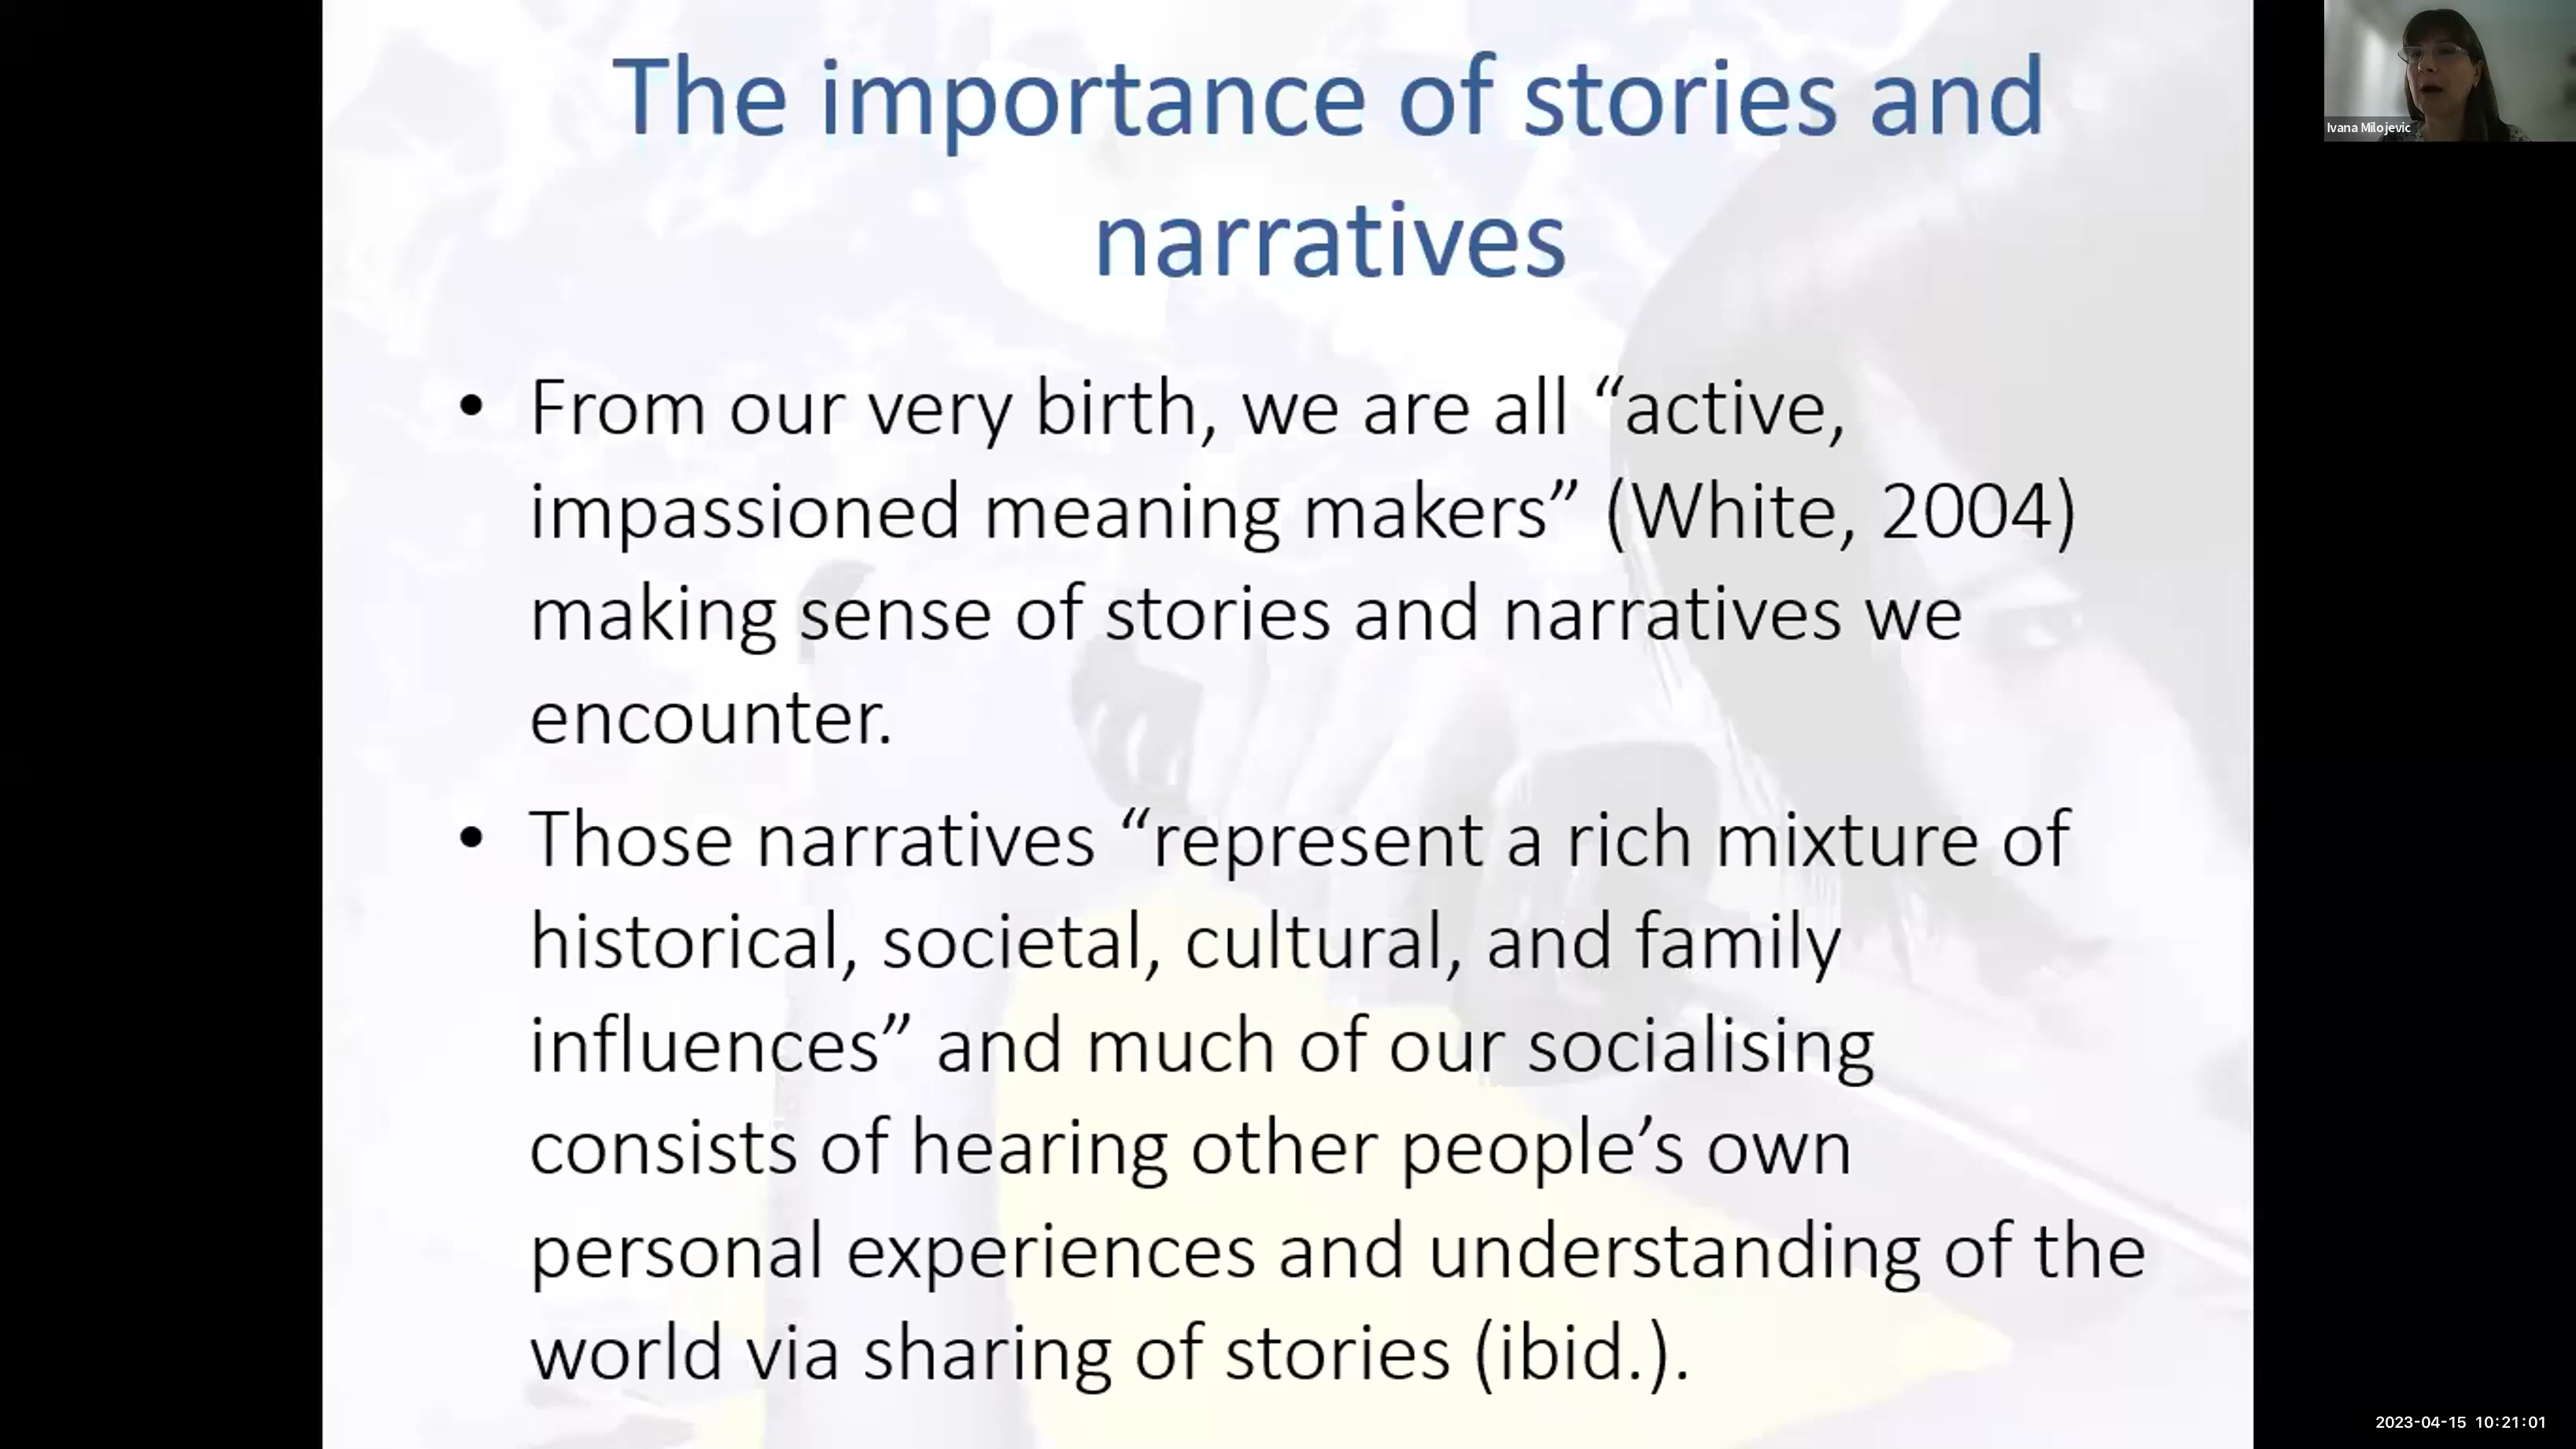 The importance of stories and
narratives
• From our very birth, we are all “active,
impassioned meaning makers” (White, 2004)
making sense of stories and narratives we
encounter.
• Those narratives “represent a rich mixture of
historical, societal, cultural, and family
influences” and much of our socialising
consists of hearing other people’s own
personal experiences and understanding of the
world via sharing of stories (ibid.).
Ivana Milojevic
2023-04-15 10:21:01